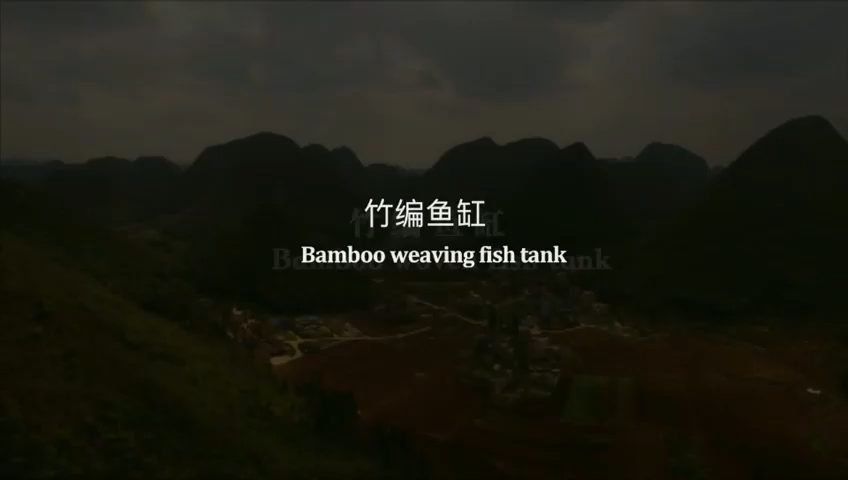 竹编鱼缸
Bamboo weaving fish tank